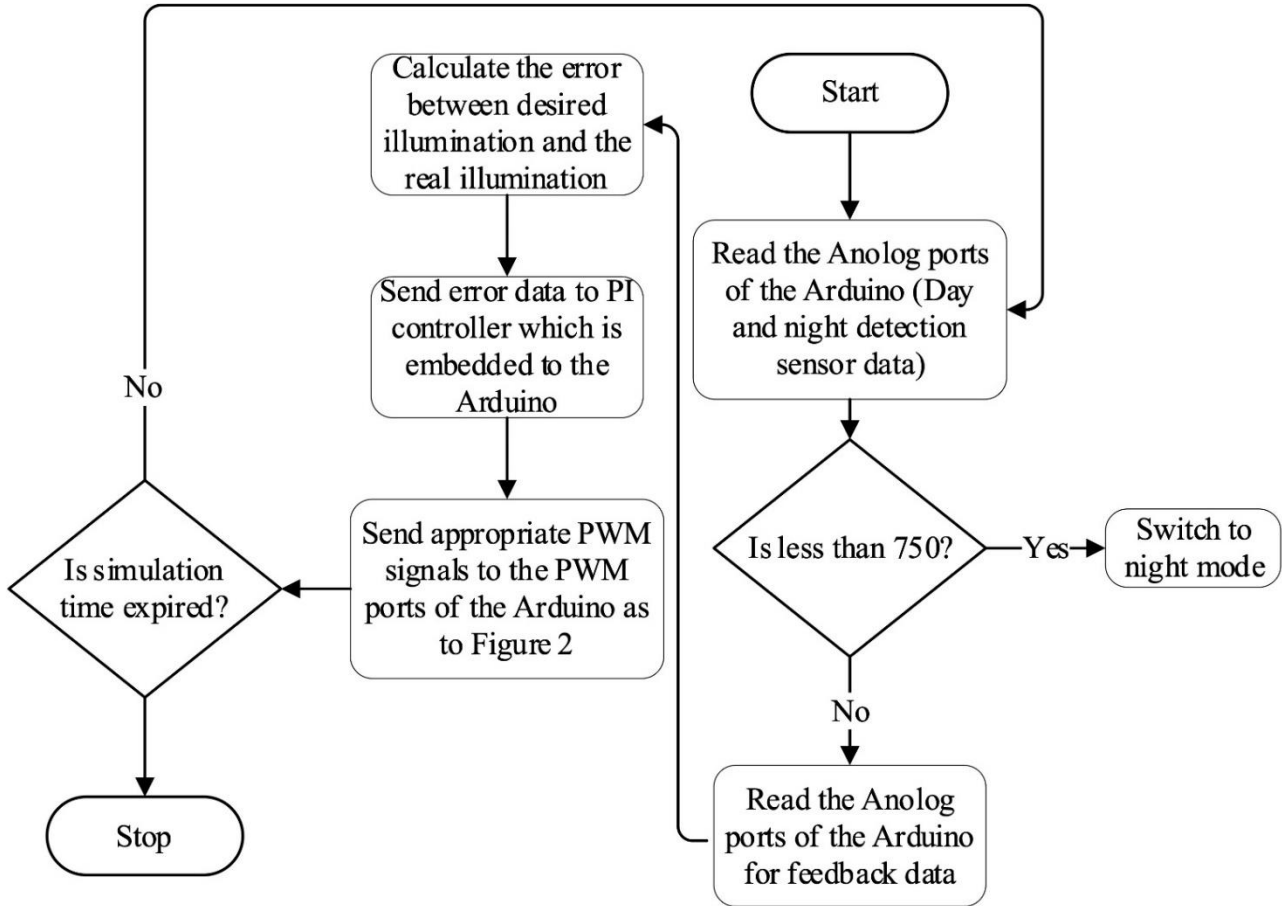 Start
Read the Anolog ports
of the Arduino (Day
and night detection
sensor data)
Is less than 750?
Yes
Switch to
night mode
No
Read the Anolog
ports of the Arduino
for feedback data
Calculate the error
between desired
illumination and the
real illumination
Send error data to PI
controller which is
embedded to the
Arduino
Send appropriate PWM
signals to the PWM
ports of the Arduino as
to Figure 2
Is simulation
time expired?
No
Stop